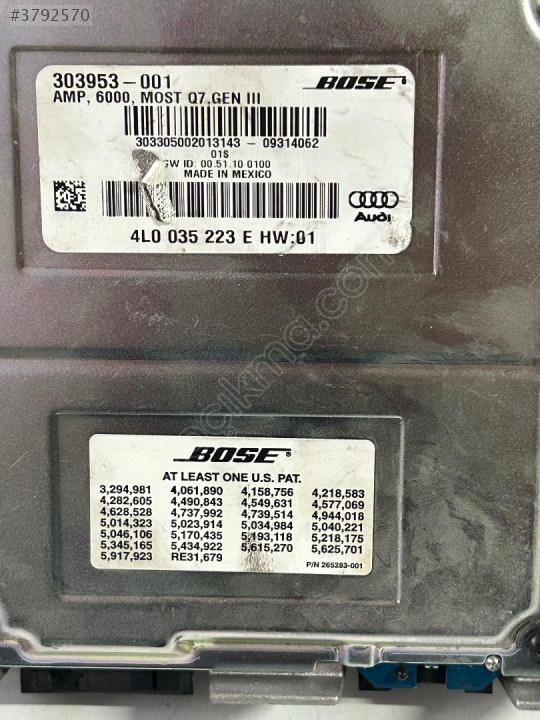 #3792570
303953-001
BOSE®
AMP, 6000, MOST Q7,GEN III
303305002013143 - 09314062
01S
SW ID: 00.51.10 0100
MADE IN MEXICO
Audi
4L0 035 223 E HW:01
BOSE®
AT LEAST ONE U.S. PAT.
3,294,981 4,061,890 4,158,756 4,218,583
4,282,605 4,490,843 4,549,631 4,577,069
4,628,528 4,737,992 4,739,514 4,944,018
5,014,323 5,023,914 5,034,984 5,040,221
5,046,106 5,170,435 5,193,118 5,218,175
5,345,165 5,434,922 5,615,270 5,625,701
5,917,923 RE31,679
P/N 265283-001